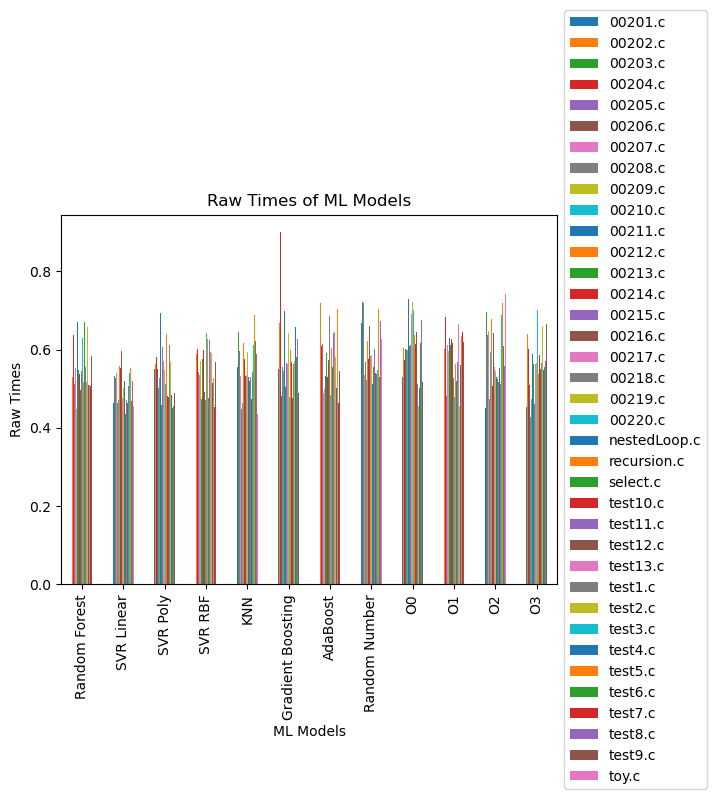 Raw Times of ML Models
Raw Times
0.8
0.6
0.4
0.2
0.0
Random Forest
SVR Linear
SVR Poly
SVR RBF
KNN
Gradient Boosting
AdaBoost
Random Number
O0
O1
O2
O3
ML Models
00201.c
00202.c
00203.c
00204.c
00205.c
00206.c
00207.c
00208.c
00209.c
00210.c
00211.c
00212.c
00213.c
00214.c
00215.c
00216.c
00217.c
00218.c
00219.c
00220.c
nestedLoop.c
recursion.c
select.c
test10.c
test11.c
test12.c
test13.c
test1.c
test2.c
test3.c
test4.c
test5.c
test6.c
test7.c
test8.c
test9.c
toy.c